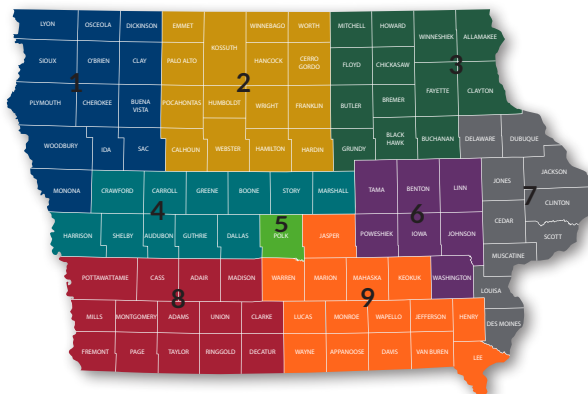 LYON OSCEOLA DICKINSON EMMET WINNEBAGO WORTH MITCHELL HOWARD
WINNESHIEK ALLAMAKEE
KOSSUTH
SIOUX O'BRIEN CLAY PALO ALTO HANCOCK CERRO
GORDO FLOYD CHICKASAW
1 2 3
PLYMOUTH CHEROKEE BUENA
VISTA POCAHONTAS HUMBOLDT WRIGHT FRANKLIN BUTLER BREMER FAYETTE CLAYTON
WOODBURY IDA SAC CALHOUN WEBSTER HAMILTON HARDIN GRUNDY BLACK
HAWK BUCHANAN DELAWARE DUBUQUE
MONONA CRAWFORD CARROLL GREENE BOONE STORY MARSHALL TAMA BENTON LINN JONES JACKSON
4 5 6 7
CLINTON
HARRISON SHELBY AUDUBON GUTHRIE DALLAS POLK JASPER POWESHIEK IOWA JOHNSON CEDAR SCOTT
MUSCATINE
POTTAWATTAMIE CASS ADAIR MADISON WARREN MARION MAHASKA KEOKUK WASHINGTON
LOUISA
8 9
MILLS MONTGOMERY ADAMS UNION CLARKE LUCAS MONROE WAPELLO JEFFERSON HENRY DES MOINES
FREMONT PAGE TAYLOR RINGGOLD DECATUR WAYNE APPANOOSE DAVIS VAN BUREN LEE